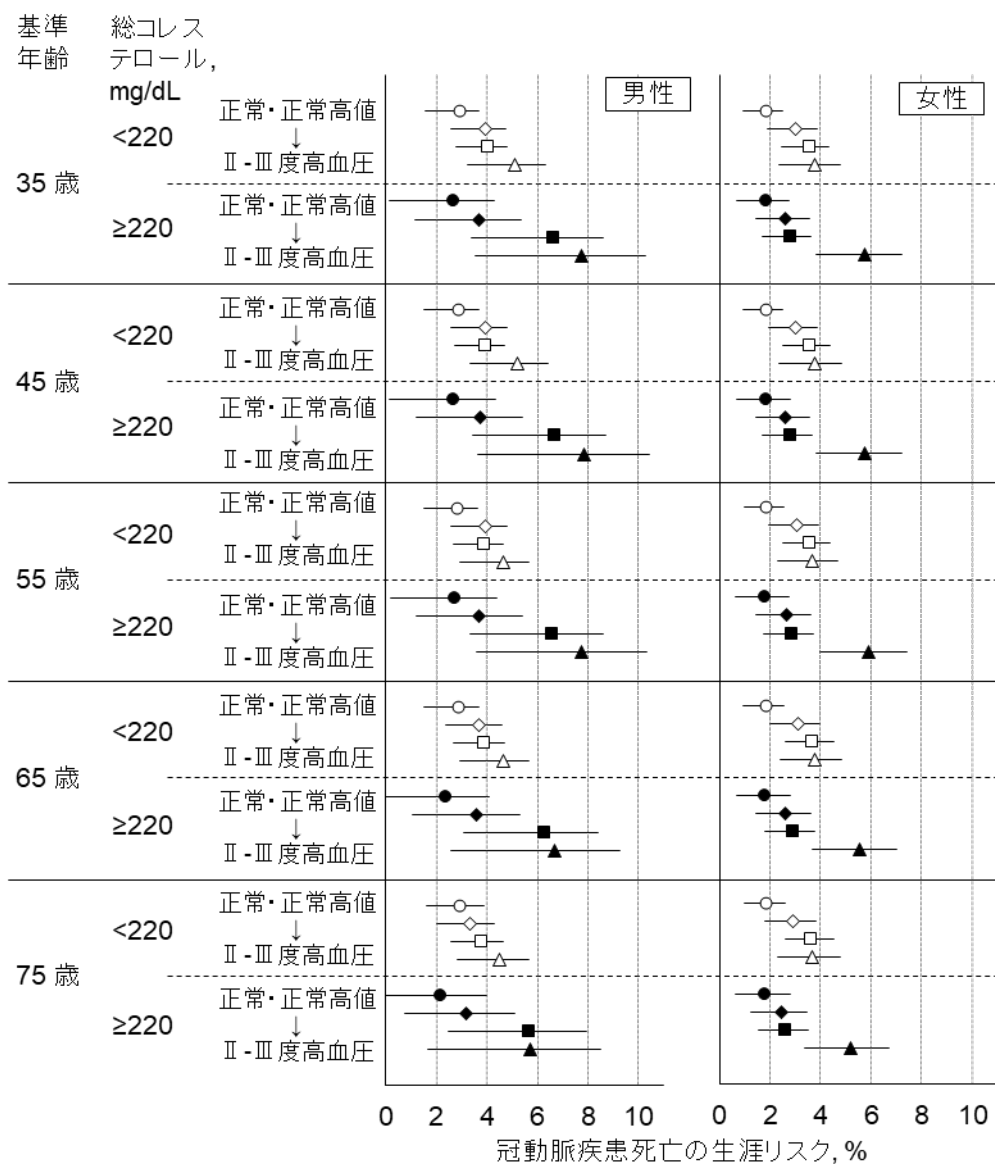 基準 総コレス
年齢 テロール,
mg/dL
男性 女性
35 歳
<220
正常・正常高値
↓
Ⅱ-Ⅲ度高血圧
≥220
正常・正常高値
↓
Ⅱ-Ⅲ度高血圧
45 歳
<220
正常・正常高値
↓
Ⅱ-Ⅲ度高血圧
≥220
正常・正常高値
↓
Ⅱ-Ⅲ度高血圧
55 歳
<220
正常・正常高値
↓
Ⅱ-Ⅲ度高血圧
≥220
正常・正常高値
↓
Ⅱ-Ⅲ度高血圧
65 歳
<220
正常・正常高値
↓
Ⅱ-Ⅲ度高血圧
≥220
正常・正常高値
↓
Ⅱ-Ⅲ度高血圧
75 歳
<220
正常・正常高値
↓
Ⅱ-Ⅲ度高血圧
≥220
正常・正常高値
↓
Ⅱ-Ⅲ度高血圧
0 2 4 6 8 10 0 2 4 6 8 10
冠動脈疾患死亡の生涯リスク, %